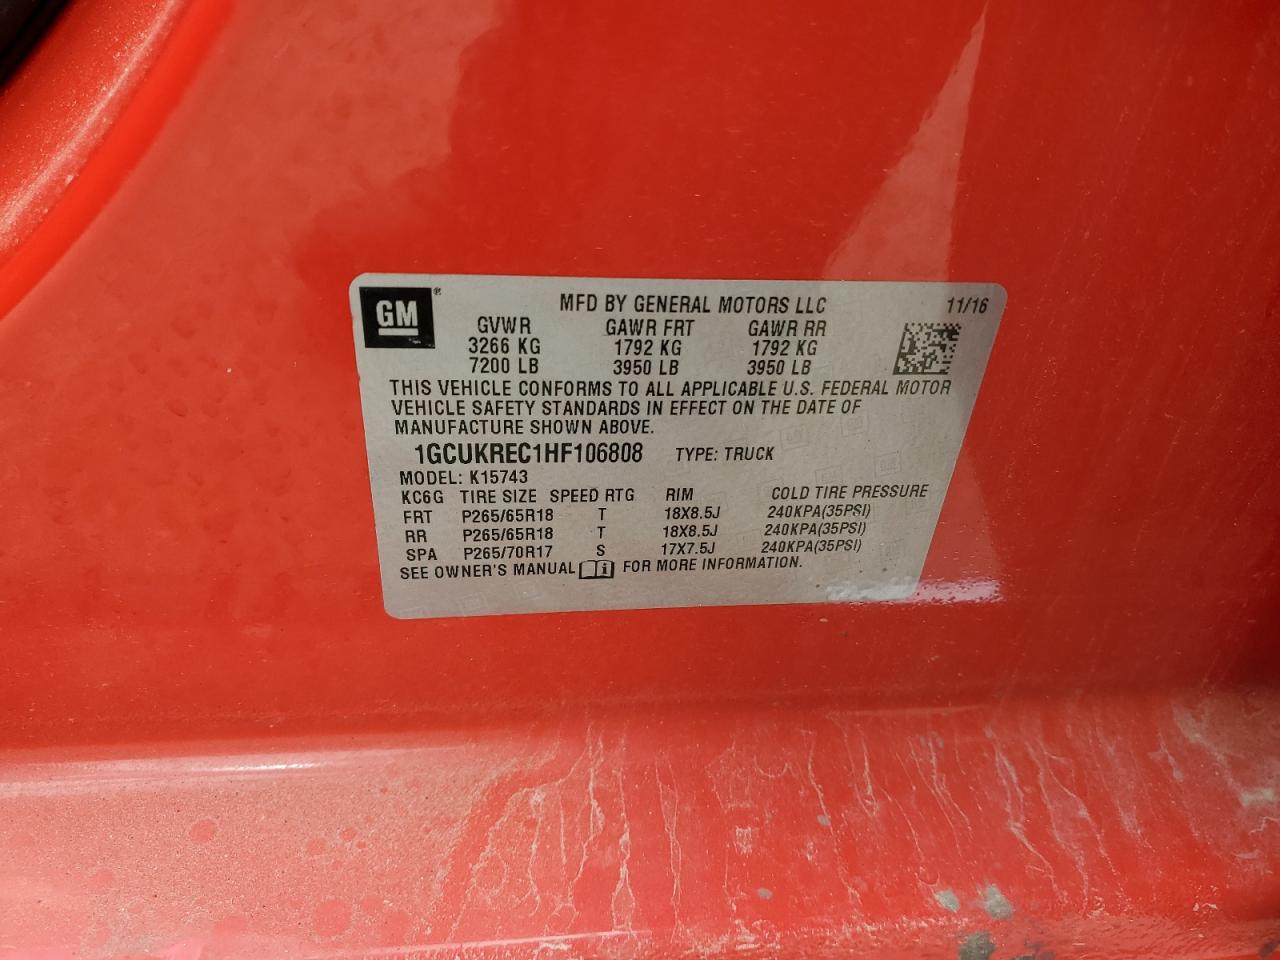 GM ® MFD BY GENERAL MOTORS LLC 11/16
GVWR GAWR FRT GAWR RR
3266 KG 1792 KG 1792 KG
7200 LB 3950 LB 3950 LB
THIS VEHICLE CONFORMS TO ALL APPLICABLE U.S. FEDERAL MOTOR
VEHICLE SAFETY STANDARDS IN EFFECT ON THE DATE OF
MANUFACTURE SHOWN ABOVE.
1GCUKREC1HF106808 TYPE: TRUCK
MODEL: K15743
KC6G TIRE SIZE SPEED RTG RIM COLD TIRE PRESSURE
FRT P265/65R18 T 18X8.5J 240KPA(35PSI)
RR P265/65R18 T 18X8.5J 240KPA(35PSI)
SPA P265/70R17 S 17X7.5J 240KPA(35PSI)
SEE OWNER'S MANUAL FOR MORE INFORMATION.